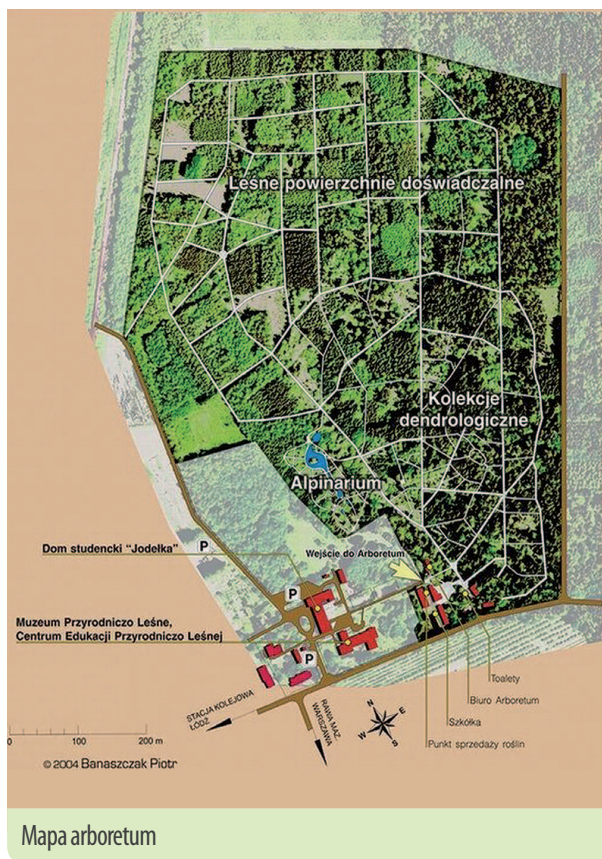 Leśne powierzchnie doświadczalne
Kolekcje
dendrologiczne
Alpinarium
Wejście do Arboretum
P
Dom studencki "Jodełka"
P
Muzeum Przyrodniczo Leśne,
Centrum Edukacji Przyrodniczo Leśnej
P
Toalety
Biuro Arboretum
Szkółka
Punkt sprzedaży roślin
STACJA KOLEJOWA
ŁÓDŹ
RAWA MAZ.
WARSZAWA
N
E
W
S
0 100 200 m
© 2004 Banaszczak Piotr
Mapa arboretum